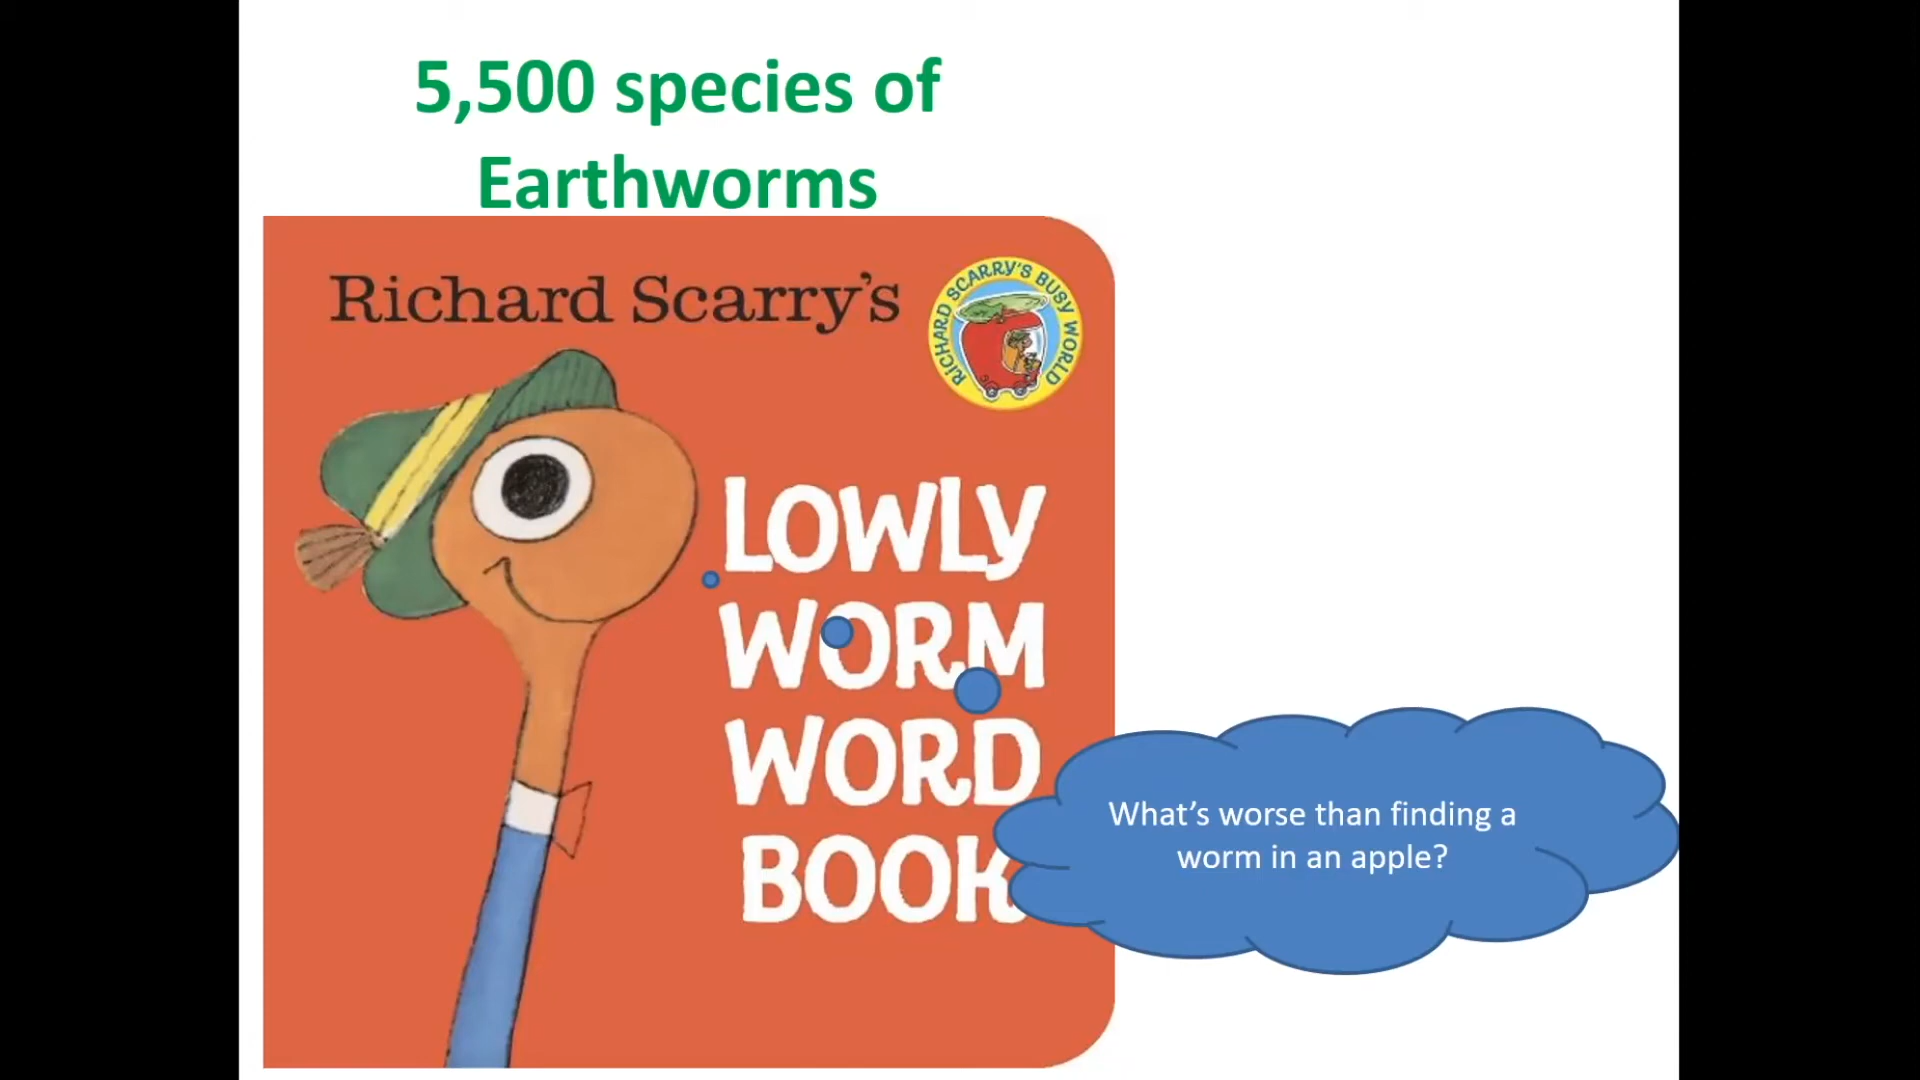 5,500 species of
Earthworms
Richard Scarry's
RICHARD SCARRY'S BUSY WORLD
LOWLY
WORM
WORD
BOOK
What's worse than finding a
worm in an apple?